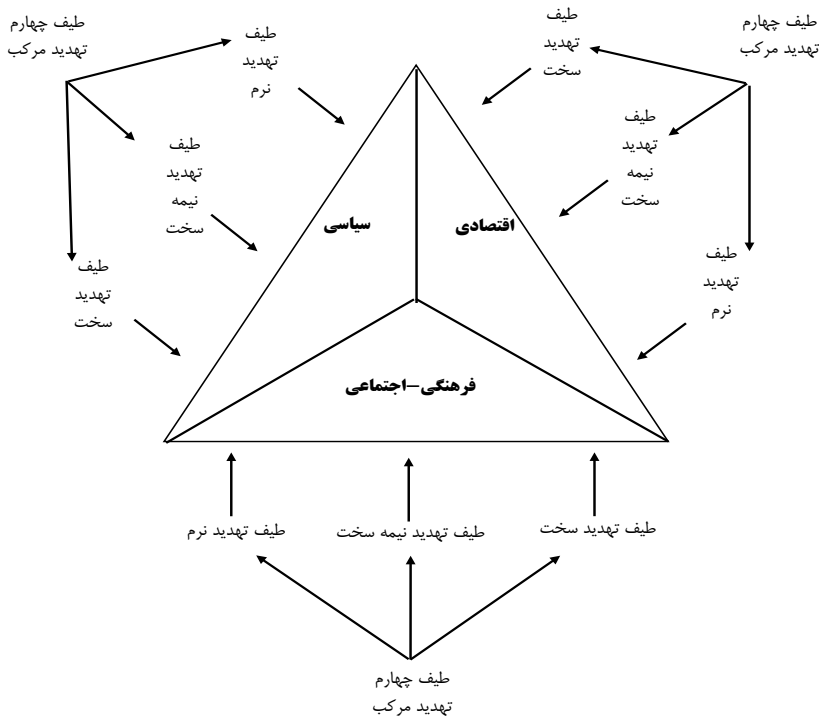 طیف چهارم
تهدید مرکب
طیف
تهدید
سخت
طیف
تهدید
نیمه
سخت
طیف
تهدید
نرم
طیف چهارم
تهدید مرکب
طیف
تهدید
نرم
طیف
تهدید
نیمه
سخت
طیف
تهدید
سخت
اقتصادی
سیاسی
فرهنگی–اجتماعی
طیف تهدید سخت
طیف تهدید نیمه سخت
طیف تهدید نرم
طیف چهارم
تهدید مرکب